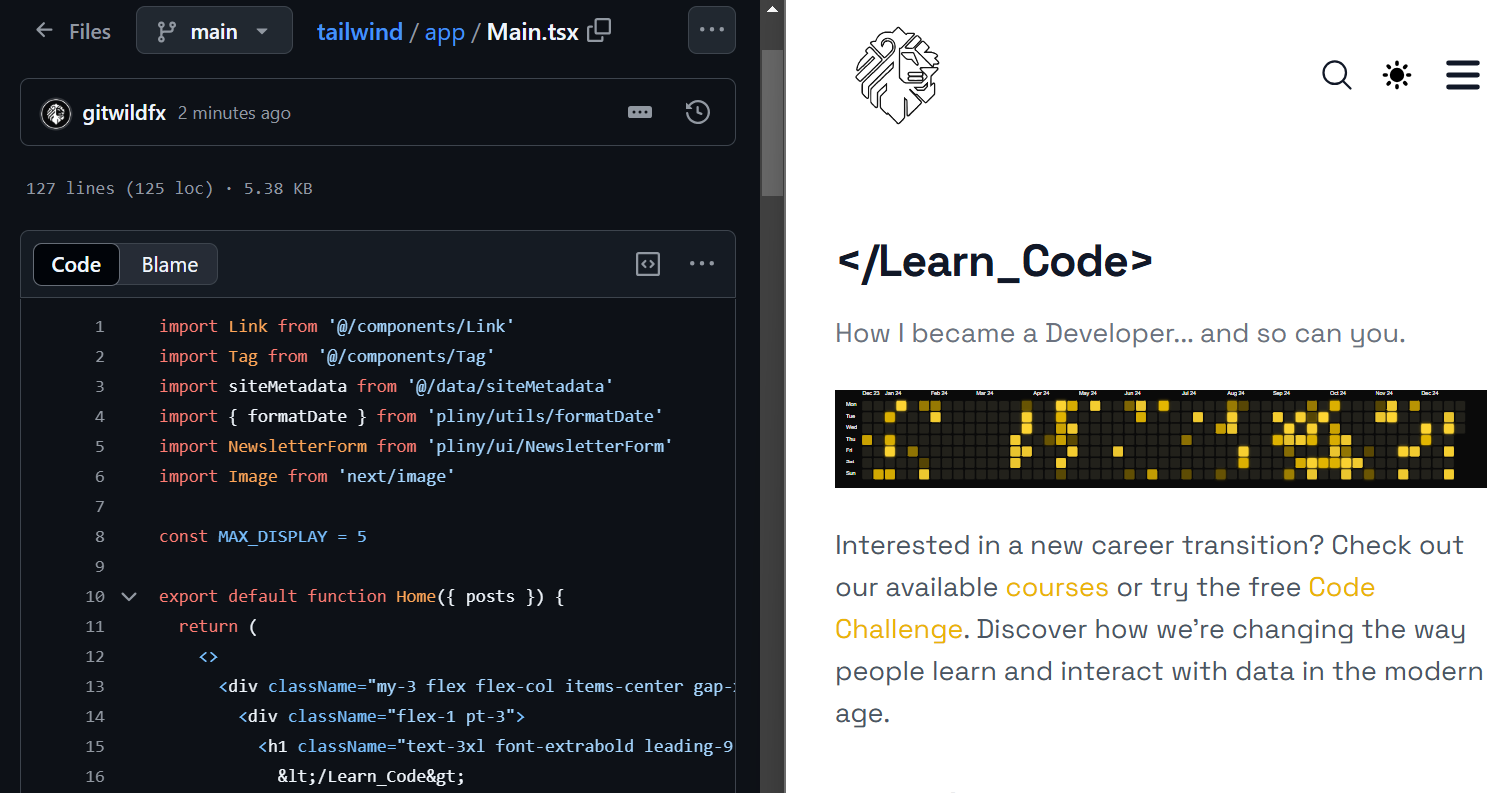 Files
main
tailwind / app / Main.tsx
gitwildfx 2 minutes ago
127 lines (125 loc) · 5.38 KB
Code Blame
1 import Link from '@/components/Link'
2 import Tag from '@/components/Tag'
3 import siteMetadata from '@/data/siteMetadata'
4 import { formatDate } from 'pliny/utils/formatDate'
5 import NewsletterForm from 'pliny/ui/NewsletterForm'
6 import Image from 'next/image'
7
8 const MAX_DISPLAY = 5
9
10 export default function Home({ posts }) {
11 return (
12 <>
13 <div className="my-3 flex flex-col items-center gap-
14 <div className="flex-1 pt-3">
15 <h1 className="text-3xl font-extrabold leading-9
16 &lt;/Learn_Code&gt;
</Learn_Code>
How I became a Developer... and so can you.
Dec 23 Jan 24 Feb 24 Mar 24 Apr 24 May 24 Jun 24 Jul 24 Aug 24 Sep 24 Oct 24 Nov 24 Dec 24
Mon
Tue
Wed
Thu
Fri
Sat
Sun
Interested in a new career transition? Check out
our available courses or try the free Code
Challenge. Discover how we're changing the way
people learn and interact with data in the modern
age.